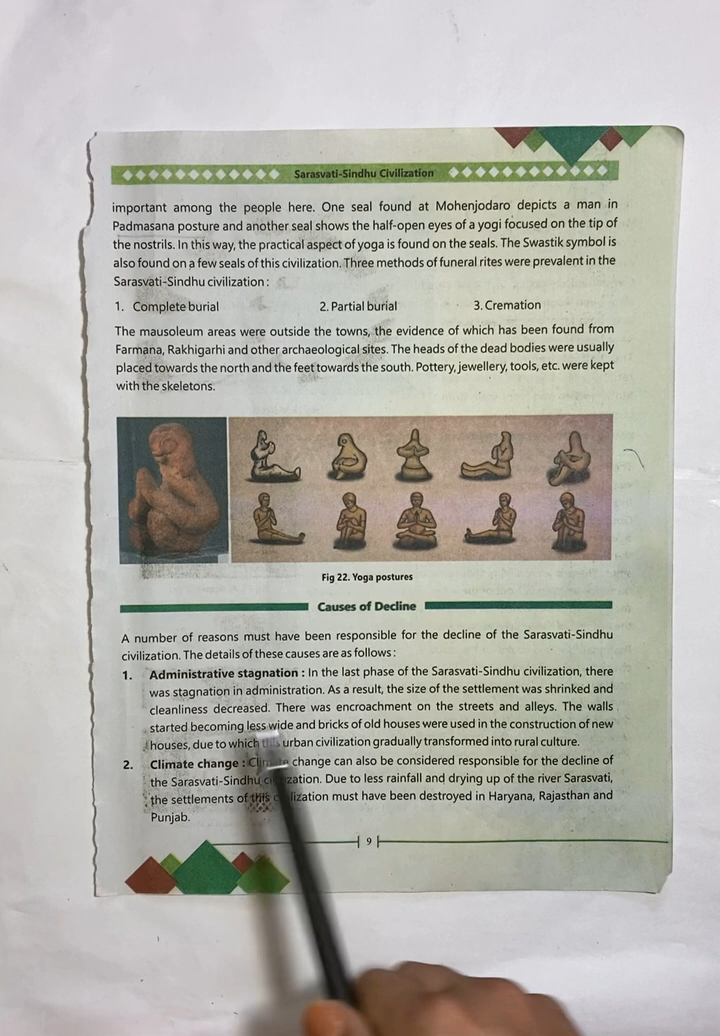 Sarasvati-Sindhu Civilization
important among the people here. One seal found at Mohenjodaro depicts a man in
Padmasana posture and another seal shows the half-open eyes of a yogi focused on the tip of
the nostrils. In this way, the practical aspect of yoga is found on the seals. The Swastik symbol is
also found on a few seals of this civilization. Three methods of funeral rites were prevalent in the
Sarasvati-Sindhu civilization :
1. Complete burial 2. Partial burial 3. Cremation
The mausoleum areas were outside the towns, the evidence of which has been found from
Farmana, Rakhigarhi and other archaeological sites. The heads of the dead bodies were usually
placed towards the north and the feet towards the south. Pottery, jewellery, tools, etc. were kept
with the skeletons.
Fig 22. Yoga postures
Causes of Decline
A number of reasons must have been responsible for the decline of the Sarasvati-Sindhu
civilization. The details of these causes are as follows :
1. Administrative stagnation : In the last phase of the Sarasvati-Sindhu civilization, there
was stagnation in administration. As a result, the size of the settlement was shrinked and
cleanliness decreased. There was encroachment on the streets and alleys. The walls
started becoming less wide and bricks of old houses were used in the construction of new
houses, due to which this urban civilization gradually transformed into rural culture.
2. Climate change : Climate change can also be considered responsible for the decline of
the Sarasvati-Sindhu civilization. Due to less rainfall and drying up of the river Sarasvati,
the settlements of this civilization must have been destroyed in Haryana, Rajasthan and
Punjab.
9